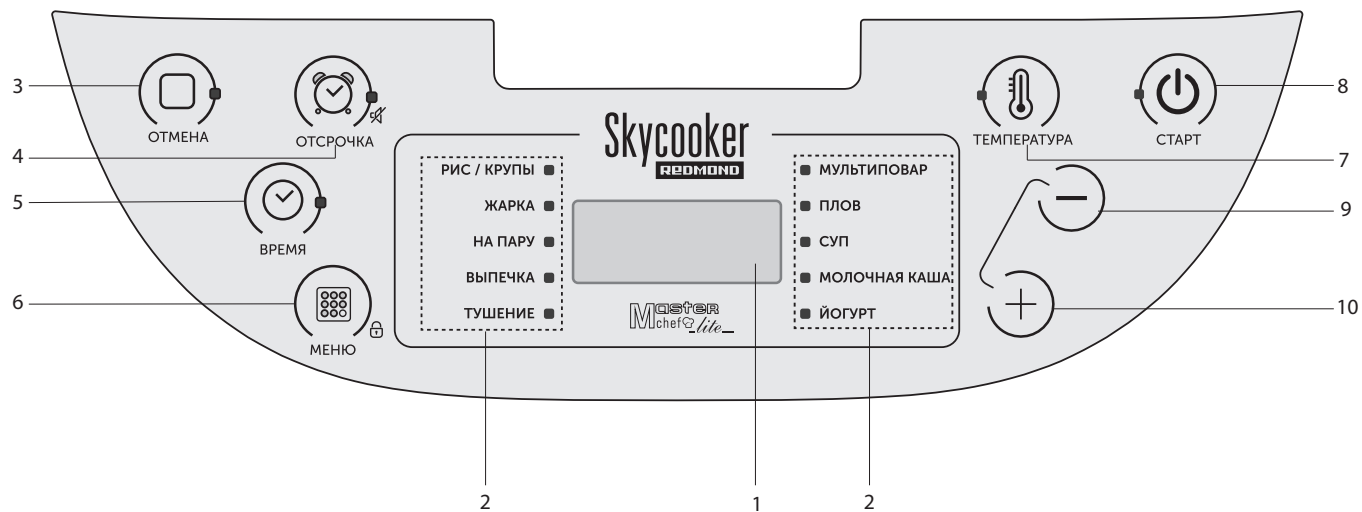 3
ОТМЕНА
ОТСРОЧКА
4
5
ВРЕМЯ
6
МЕНЮ
Skycooker
REDMOND
РИС / КРУПЫ
ЖАРКА
НА ПАРУ
ВЫПЕЧКА
ТУШЕНИЕ
Master
chef lite
МУЛЬТИПОВАР
ПЛОВ
СУП
МОЛОЧНАЯ КАША
ЙОГУРТ
ТЕМПЕРАТУРА
СТАРТ
8
7
9
10
2
1
2